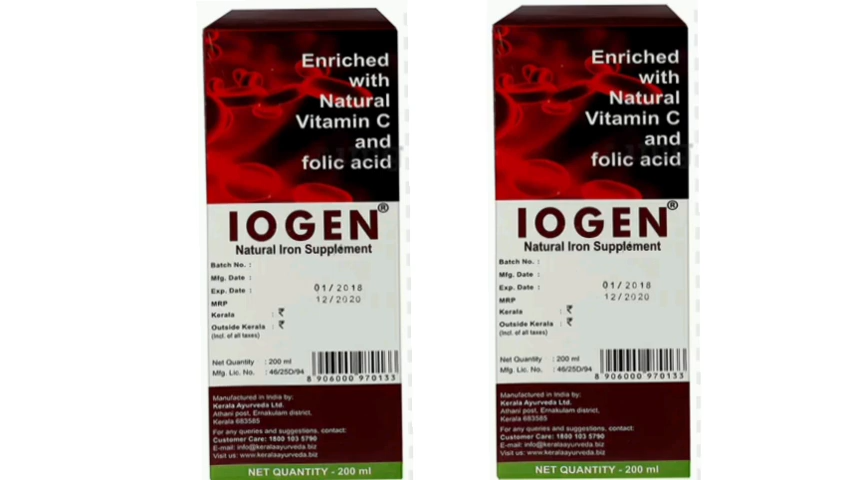 Enriched
with
Natural
Vitamin C
and
folic acid
IOGEN®
Natural Iron Supplement
Batch No. :
Mfg. Date :
Exp. Date : 01/2018
MRP 12/2020
Kerala : ₹
Outside Kerala : ₹
(Incl. of all taxes)
Net Quantity : 200 ml
Mfg. Lic. No. : 46/25D/94
8 906000 970133
Manufactured in India by:
Kerala Ayurveda Ltd.
Athani post, Ernakulam district,
Kerala 683585
For any queries and suggestions, contact:
Customer Care: 1800 103 5790
E-mail: info@keralaayurveda.biz
Visit us: www.keralaayurveda.biz
NET QUANTITY - 200 ml
Enriched
with
Natural
Vitamin C
and
folic acid
IOGEN®
Natural Iron Supplement
Batch No. :
Mfg. Date :
Exp. Date : 01/2018
MRP 12/2020
Kerala : ₹
Outside Kerala : ₹
(Incl. of all taxes)
Net Quantity : 200 ml
Mfg. Lic. No. : 46/25D/94
8 906000 970133
Manufactured in India by:
Kerala Ayurveda Ltd.
Athani post, Ernakulam district,
Kerala 683585
For any queries and suggestions, contact:
Customer Care: 1800 103 5790
E-mail: info@keralaayurveda.biz
Visit us: www.keralaayurveda.biz
NET QUANTITY - 200 ml